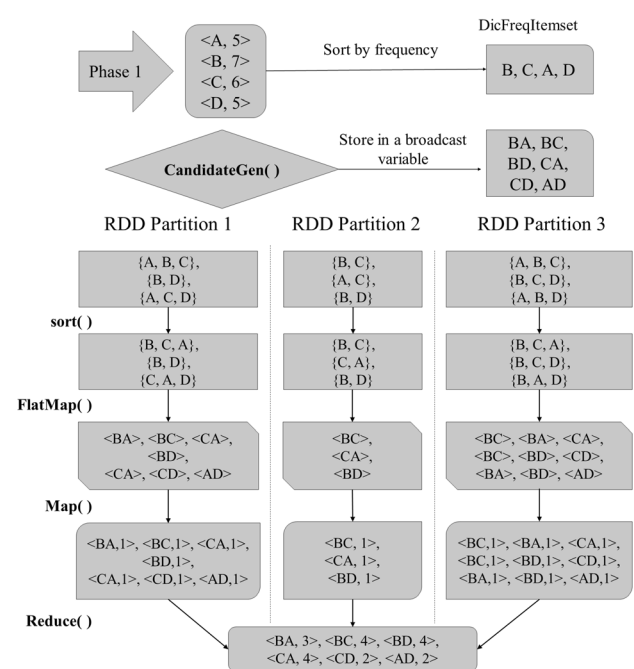 DicFreqItemset
Phase 1
<A, 5>
<B, 7>
<C, 6>
<D, 5>
Sort by frequency
B, C, A, D
CandidateGen( )
Store in a broadcast
variable
BA, BC,
BD, CA,
CD, AD
RDD Partition 1
RDD Partition 2
RDD Partition 3
{A, B, C},
{B, D},
{A, C, D}
{B, C},
{A, C},
{B, D}
{A, B, C},
{B, C, D},
{A, B, D}
sort( )
{B, C, A},
{B, D},
{C, A, D}
{B, C},
{C, A},
{B, D}
{B, C, A},
{B, C, D},
{B, A, D}
FlatMap( )
<BA>, <BC>, <CA>,
<BD>,
<CA>, <CD>, <AD>
<BC>,
<CA>,
<BD>
<BC>, <BA>, <CA>,
<BC>, <BD>, <CD>,
<BA>, <BD>, <AD>
Map( )
<BA,1>, <BC,1>, <CA,1>,
<BD,1>,
<CA,1>, <CD,1>, <AD,1>
<BC, 1>,
<CA, 1>,
<BD, 1>
<BC,1>, <BA,1>, <CA,1>,
<BC,1>, <BD,1>, <CD,1>,
<BA,1>, <BD,1>, <AD,1>
Reduce( )
<BA, 3>, <BC, 4>, <BD, 4>,
<CA, 4>, <CD, 2>, <AD, 2>